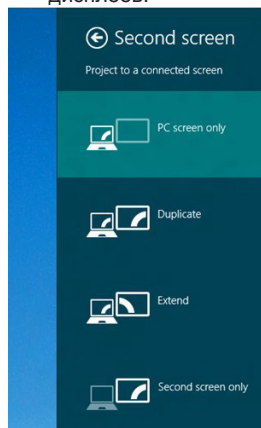 Second screen
Project to a connected screen
PC screen only
Duplicate
Extend
Second screen only